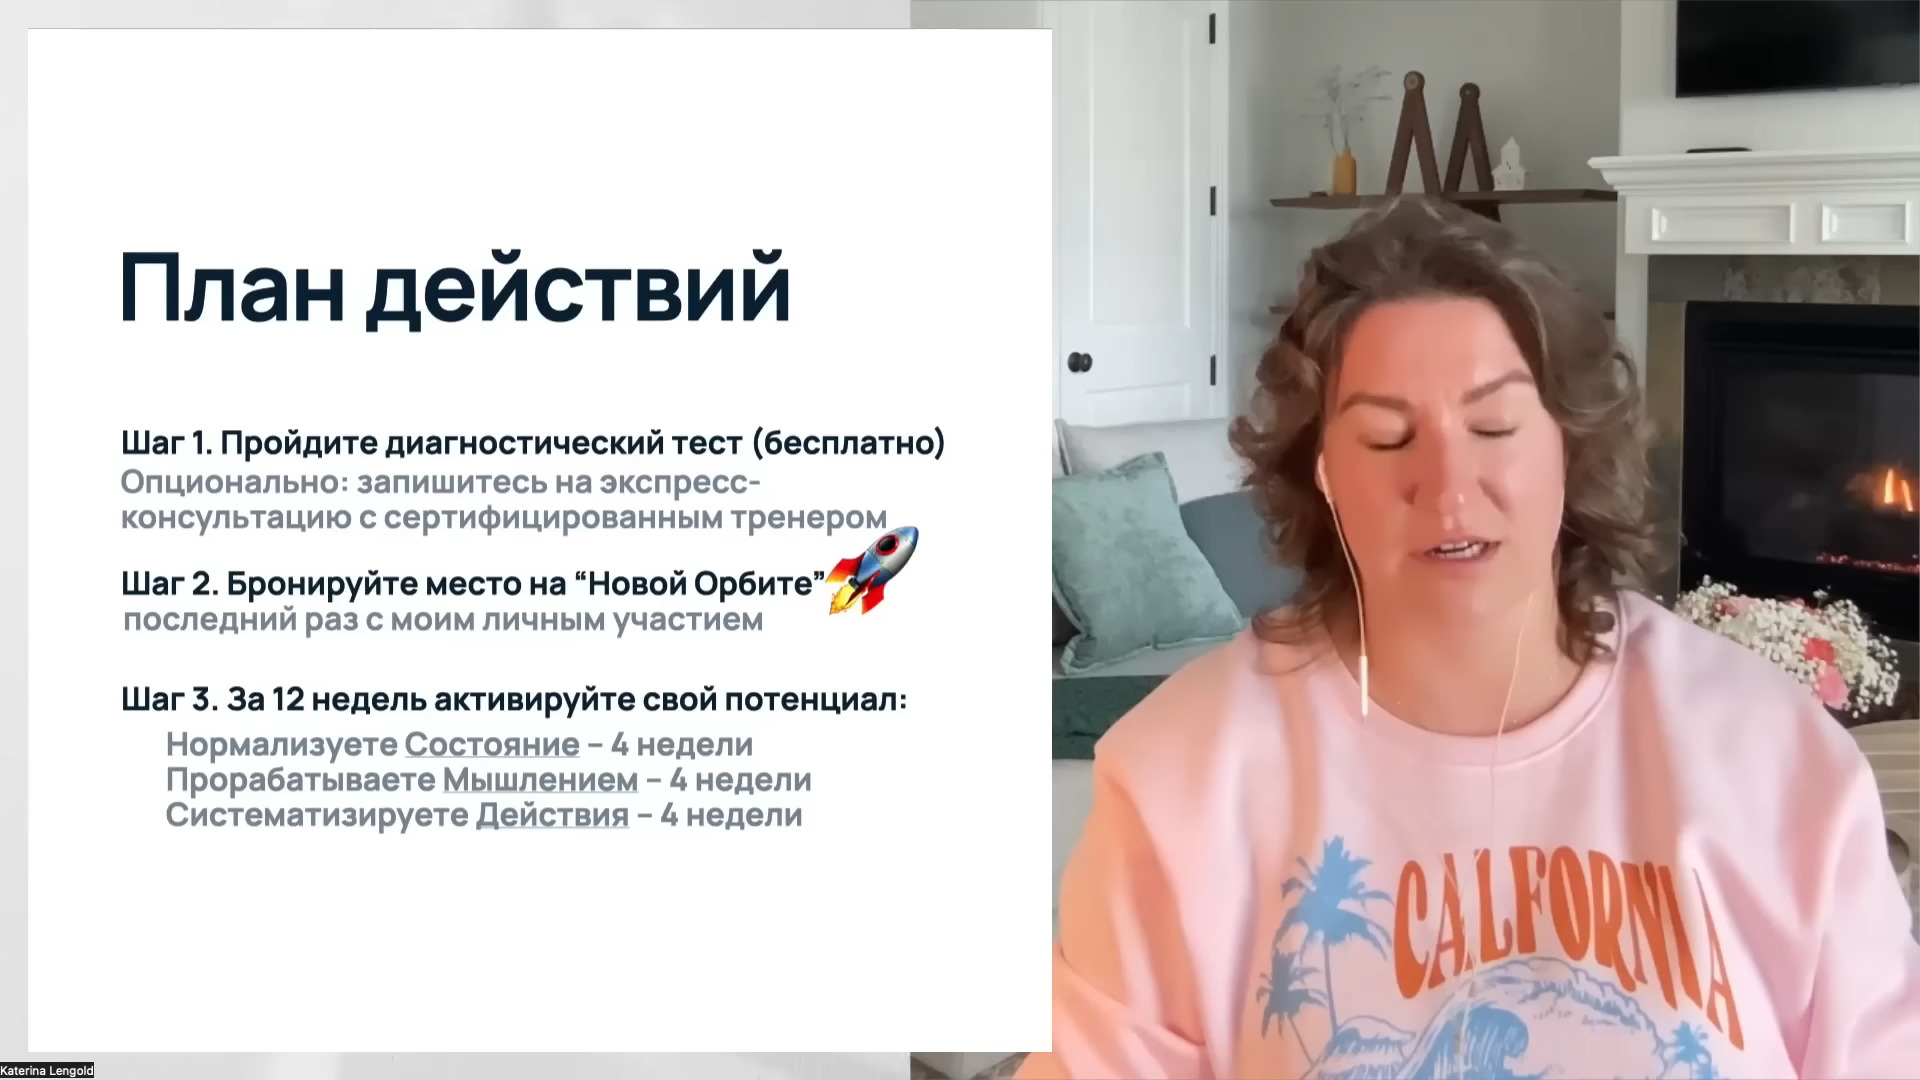 План действий
Шаг 1. Пройдите диагностический тест (бесплатно)
Опционально: запишитесь на экспресс-
консультацию с сертифицированным тренером
Шаг 2. Бронируйте место на “Новой Орбите”
последний раз с моим личным участием
Шаг 3. За 12 недель активируйте свой потенциал:
Нормализуете Состояние – 4 недели
Прорабатываете Мышлением – 4 недели
Систематизируете Действия – 4 недели
CALIFORNIA
Katerina Lengold